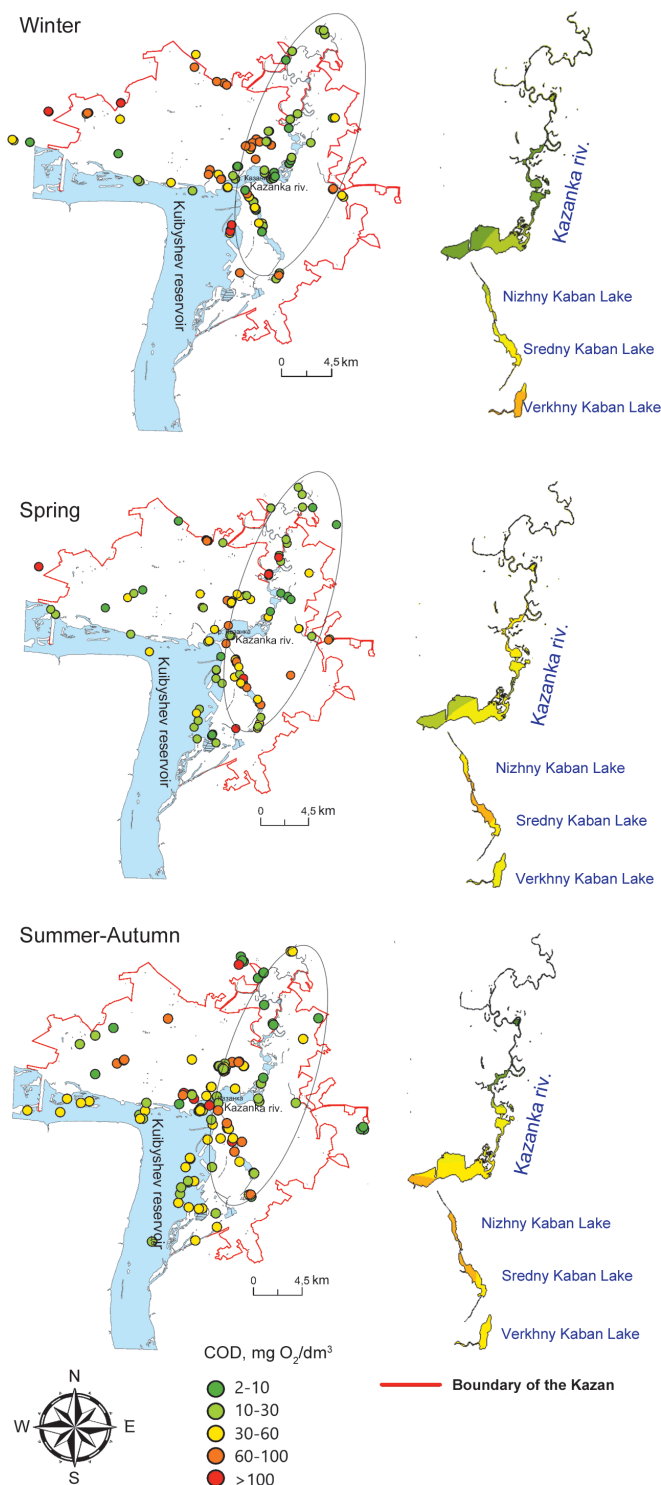 Winter
Казанка
Kazanka riv.
Kuibyshev reservoir
0 4,5 km
Kazanka riv.
Nizhny Kaban Lake
Sredny Kaban Lake
Verkhny Kaban Lake
Spring
Kazanka riv.
Kuibyshev reservoir
0 4,5 km
Kazanka riv.
Nizhny Kaban Lake
Sredny Kaban Lake
Verkhny Kaban Lake
Summer-Autumn
Казанка
Kazanka riv.
Kuibyshev reservoir
0 4,5 km
Kazanka riv.
Nizhny Kaban Lake
Sredny Kaban Lake
Verkhny Kaban Lake
COD, mg O₂/dm³
2-10
10-30
30-60
60-100
>100
Boundary of the Kazan
N
W E
S